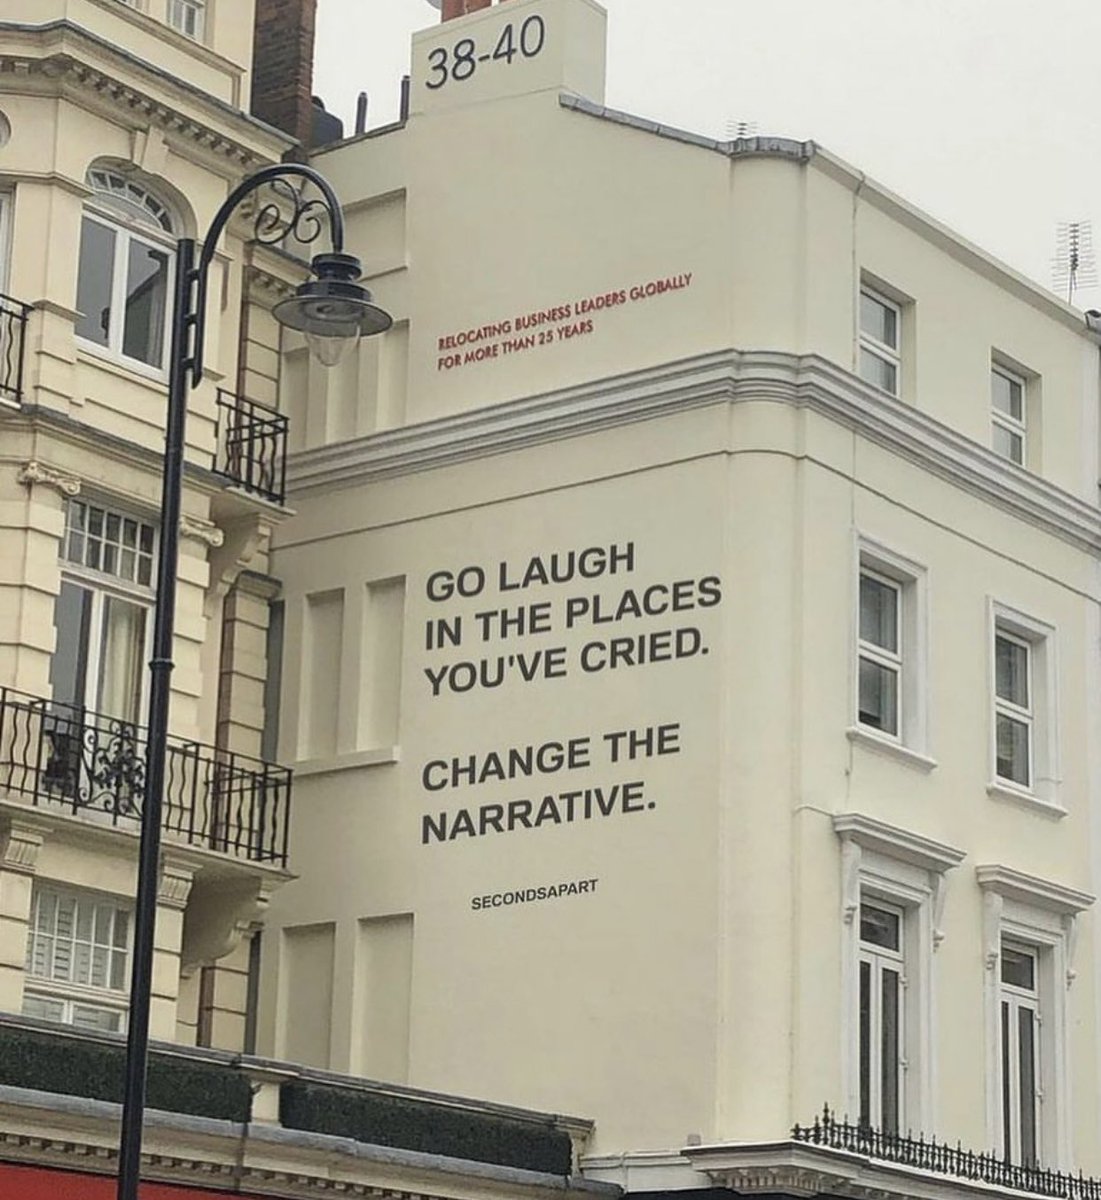 38-40
RELOCATING BUSINESS LEADERS GLOBALLY
FOR MORE THAN 25 YEARS
GO LAUGH
IN THE PLACES
YOU'VE CRIED.
CHANGE THE
NARRATIVE.
SECONDSAPART